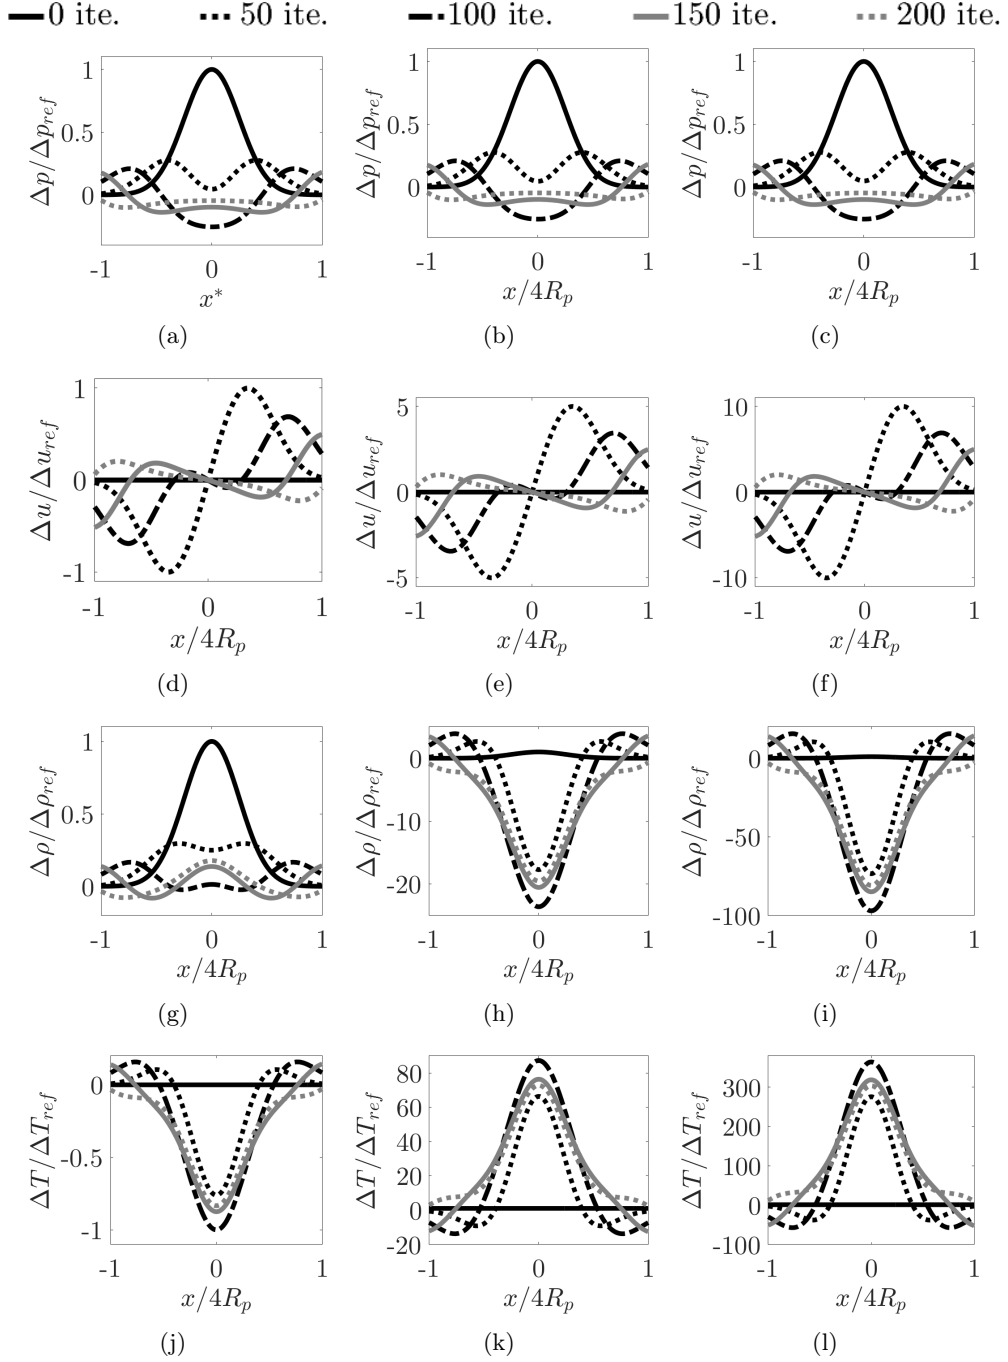 0 ite. 50 ite. 100 ite. 150 ite. 200 ite.
Δp/Δp_ref Δp/Δp_ref Δp/Δp_ref
1 1 1
0.5 0.5 0.5
0 0 0
-1 0 1 -1 0 1 -1 0 1
x* x/4R_p x/4R_p
(a) (b) (c)
Δu/Δu_ref Δu/Δu_ref Δu/Δu_ref
1 5 10
0 0 0
-1 -5 -10
-1 0 1 -1 0 1 -1 0 1
x/4R_p x/4R_p x/4R_p
(d) (e) (f)
Δρ/Δρ_ref Δρ/Δρ_ref Δρ/Δρ_ref
1 0 0
0.5 -10 -50
0 -20 -100
-1 0 1 -1 0 1 -1 0 1
x/4R_p x/4R_p x/4R_p
(g) (h) (i)
ΔT/ΔT_ref ΔT/ΔT_ref ΔT/ΔT_ref
0 80 300
-0.5 60 200
-1 40 100
20 0
0 -100
-20
-1 0 1 -1 0 1 -1 0 1
x/4R_p x/4R_p x/4R_p
(j) (k) (l)